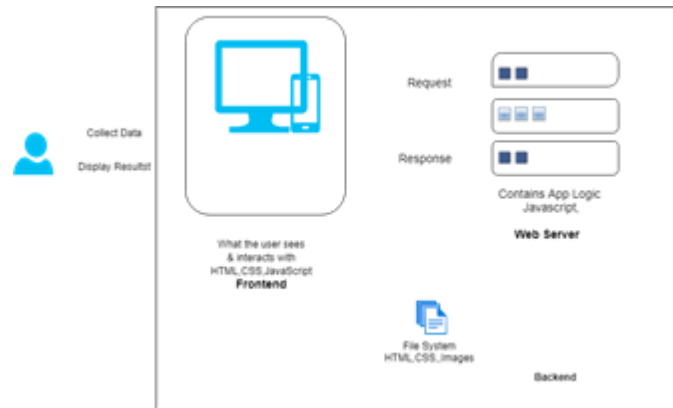 Collect Data
Display Resultst
What the user sees
& interacts with
HTML,CSS,JavaScript
Frontend
Request
Response
Contains App Logic
Javascript,
Web Server
File System
HTML,CSS,,Images
Backend